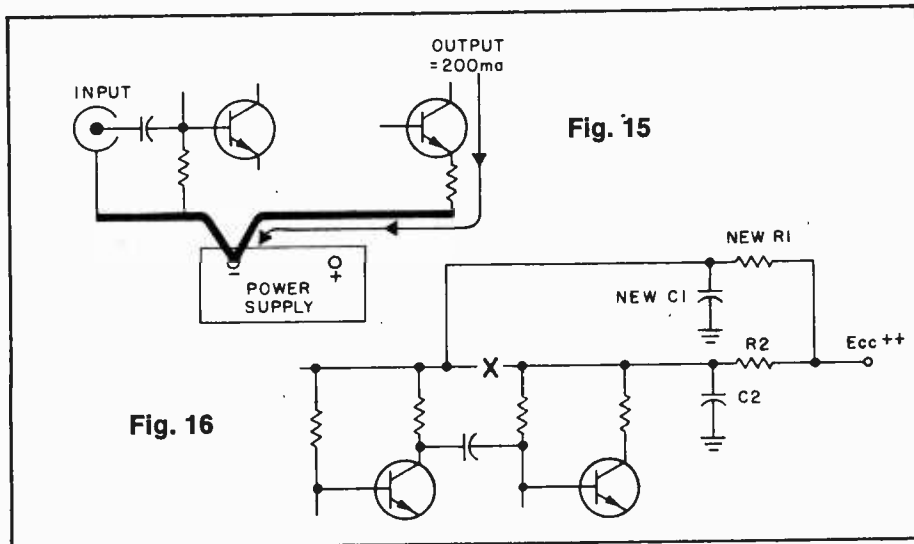 OUTPUT
=200ma
INPUT
Fig. 15
−
+
POWER
SUPPLY
NEW R1
NEW C1
R2
Ecc++
C2
X
Fig. 16